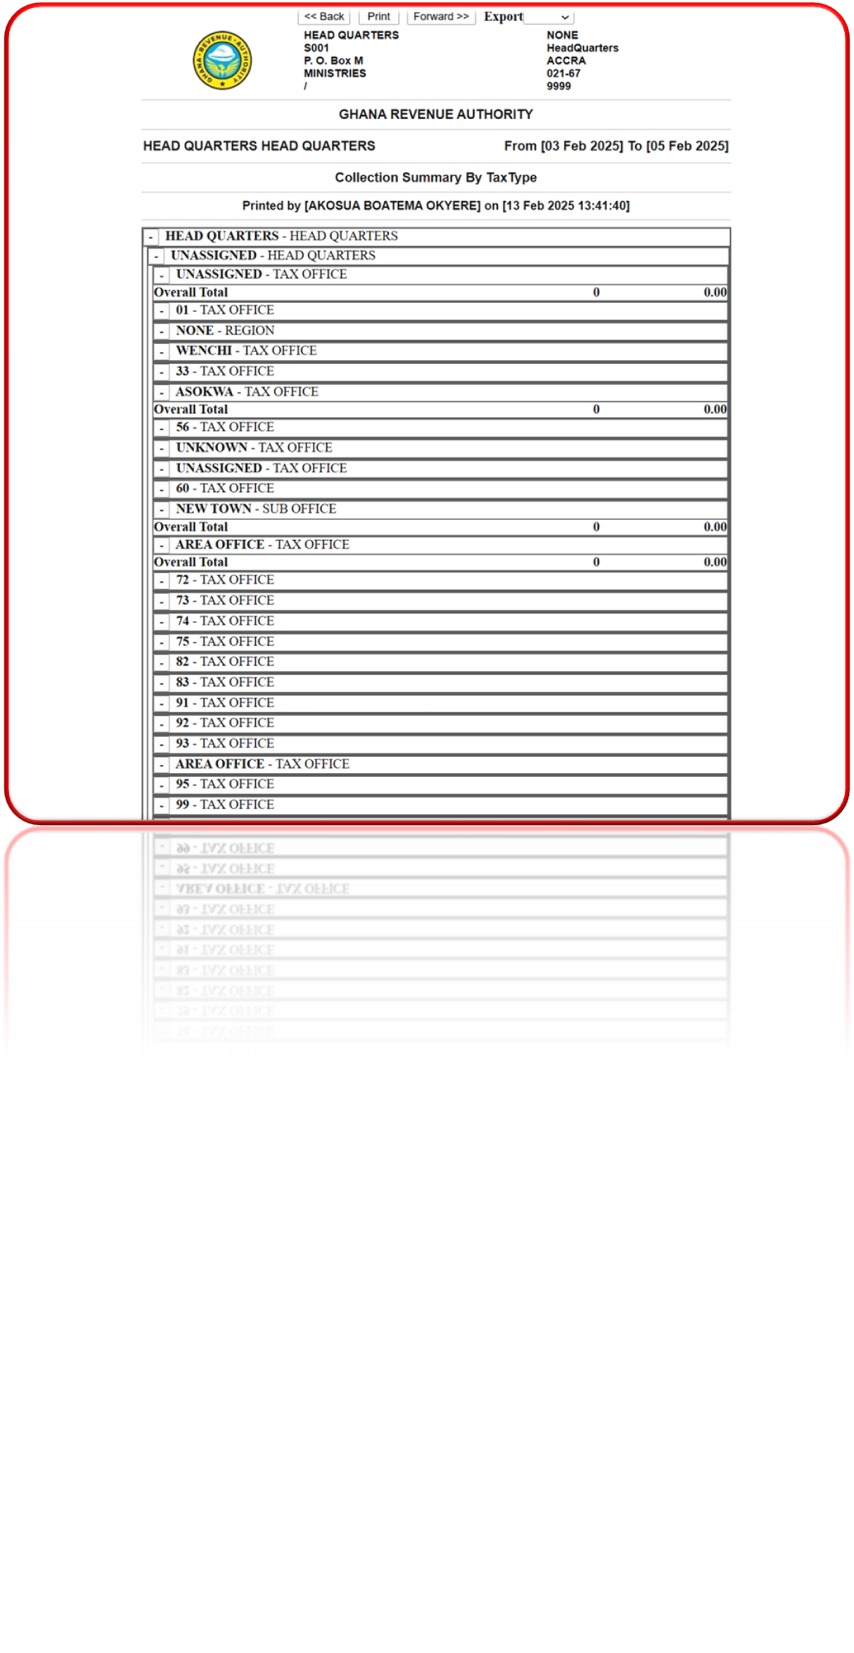 << Back Print Forward >> Export
HEAD QUARTERS NONE
S001 HeadQuarters
P. O. Box M ACCRA
MINISTRIES 021-67
/ 9999
GHANA REVENUE AUTHORITY
GHANA REVENUE AUTHORITY
HEAD QUARTERS HEAD QUARTERS From [03 Feb 2025] To [05 Feb 2025]
Collection Summary By TaxType
Printed by [AKOSUA BOATEMA OKYERE] on [13 Feb 2025 13:41:40]
- HEAD QUARTERS - HEAD QUARTERS
- UNASSIGNED - HEAD QUARTERS
- UNASSIGNED - TAX OFFICE
Overall Total 0 0.00
- 01 - TAX OFFICE
- NONE - REGION
- WENCHI - TAX OFFICE
- 33 - TAX OFFICE
- ASOKWA - TAX OFFICE
Overall Total 0 0.00
- 56 - TAX OFFICE
- UNKNOWN - TAX OFFICE
- UNASSIGNED - TAX OFFICE
- 60 - TAX OFFICE
- NEW TOWN - SUB OFFICE
Overall Total 0 0.00
- AREA OFFICE - TAX OFFICE
Overall Total 0 0.00
- 72 - TAX OFFICE
- 73 - TAX OFFICE
- 74 - TAX OFFICE
- 75 - TAX OFFICE
- 82 - TAX OFFICE
- 83 - TAX OFFICE
- 91 - TAX OFFICE
- 92 - TAX OFFICE
- 93 - TAX OFFICE
- AREA OFFICE - TAX OFFICE
- 95 - TAX OFFICE
- 99 - TAX OFFICE